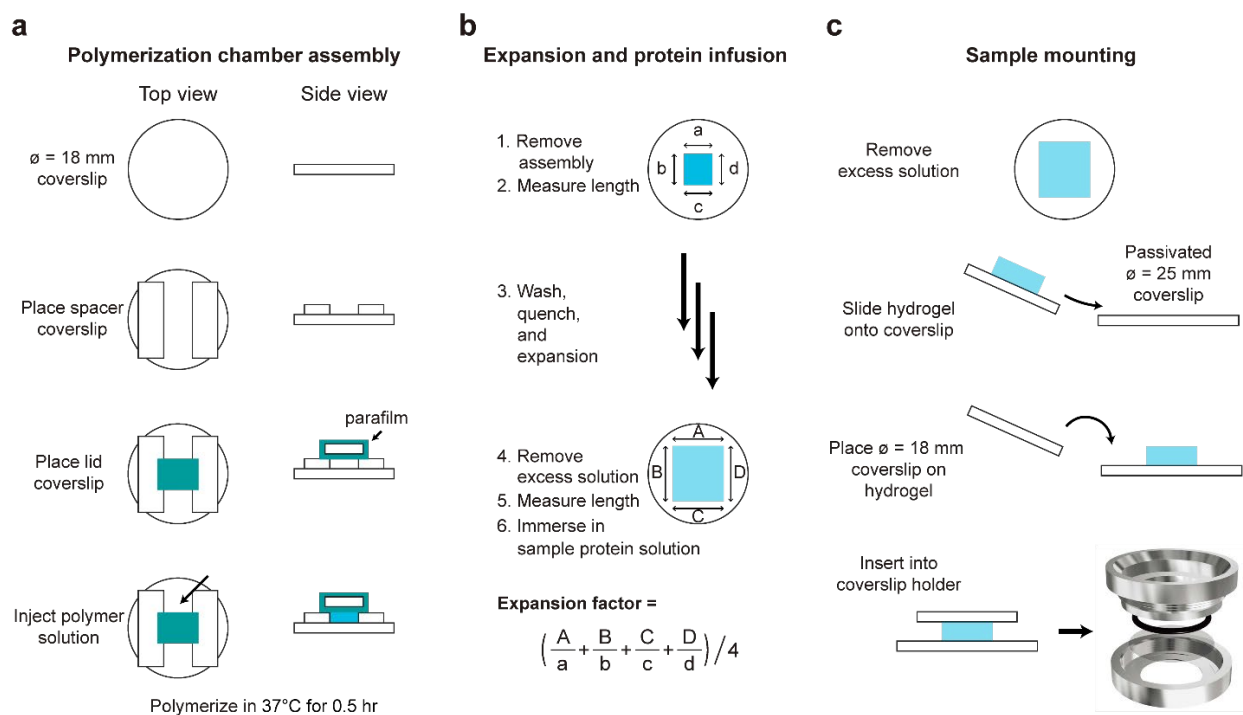 a
Polymerization chamber assembly
Top view
Side view
ø = 18 mm
coverslip
Place spacer
coverslip
Place lid
coverslip
parafilm
Inject polymer
solution
Polymerize in 37°C for 0.5 hr
b
Expansion and protein infusion
1. Remove
assembly
2. Measure length
a
b
d
c
3. Wash,
quench,
and
expansion
4. Remove
excess solution
5. Measure length
6. Immerse in
sample protein solution
A
B
D
C
Expansion factor =
(A/a + B/b + C/c + D/d)/4
c
Sample mounting
Remove
excess solution
Slide hydrogel
onto coverslip
Passivated
ø = 25 mm
coverslip
Place ø = 18 mm
coverslip on
hydrogel
Insert into
coverslip holder